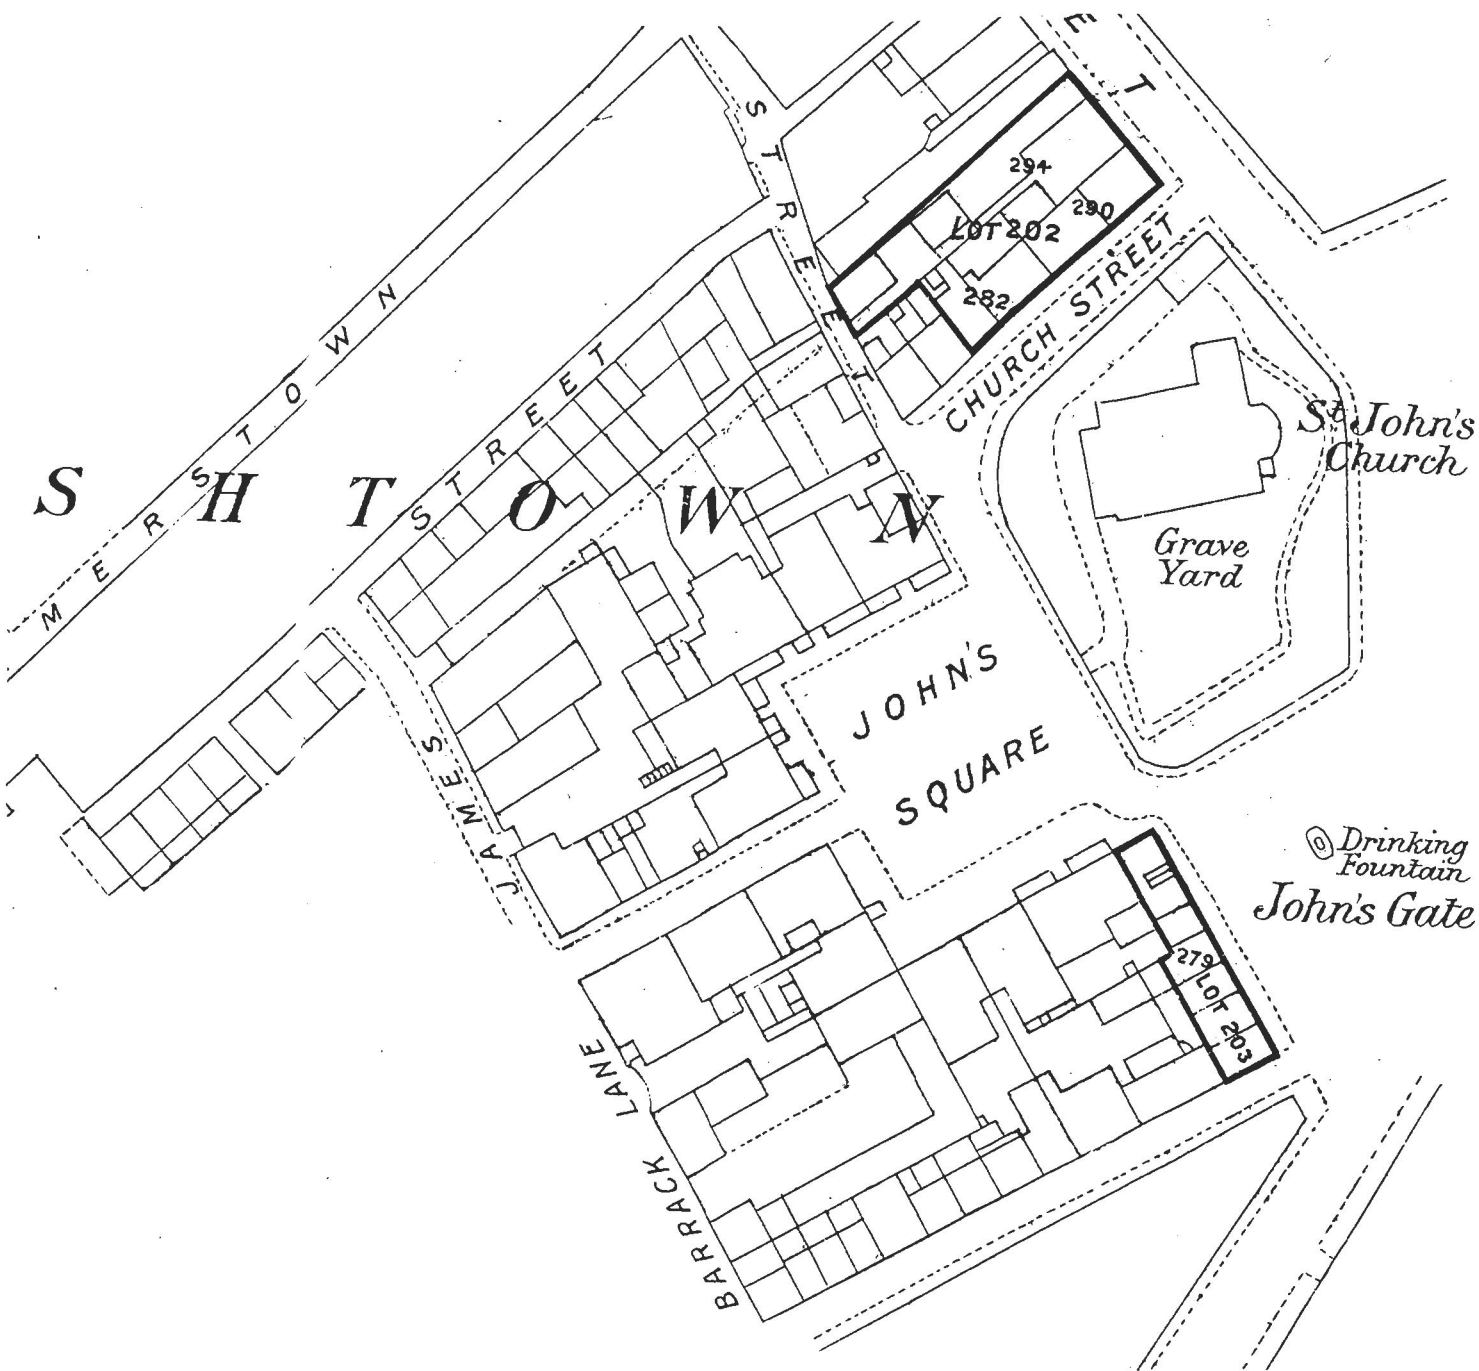 E T
STREET
294
290
LOT 202
282
CHURCH STREET
MERSTOWN
STREET
SHTOWN
St John's
Church
Grave
Yard
JOHN'S
SQUARE
JAMES
Drinking
Fountain
John's Gate
279
LOT 203
BARRACK LANE